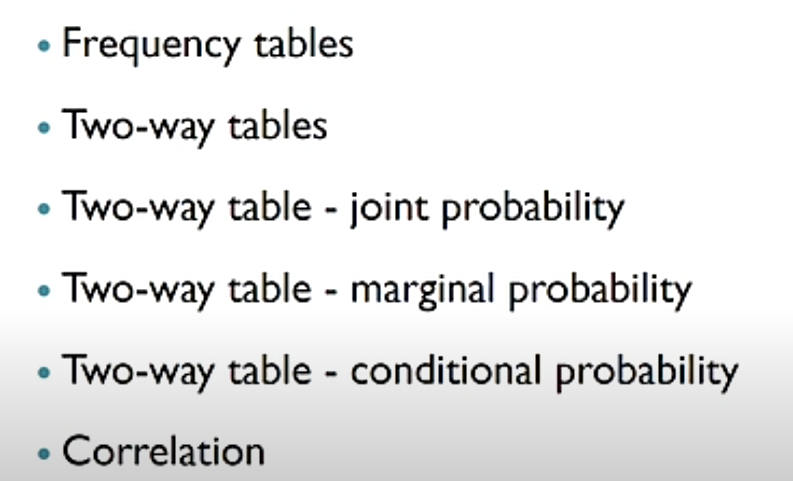 • Frequency tables
• Two-way tables
• Two-way table - joint probability
• Two-way table - marginal probability
• Two-way table - conditional probability
• Correlation